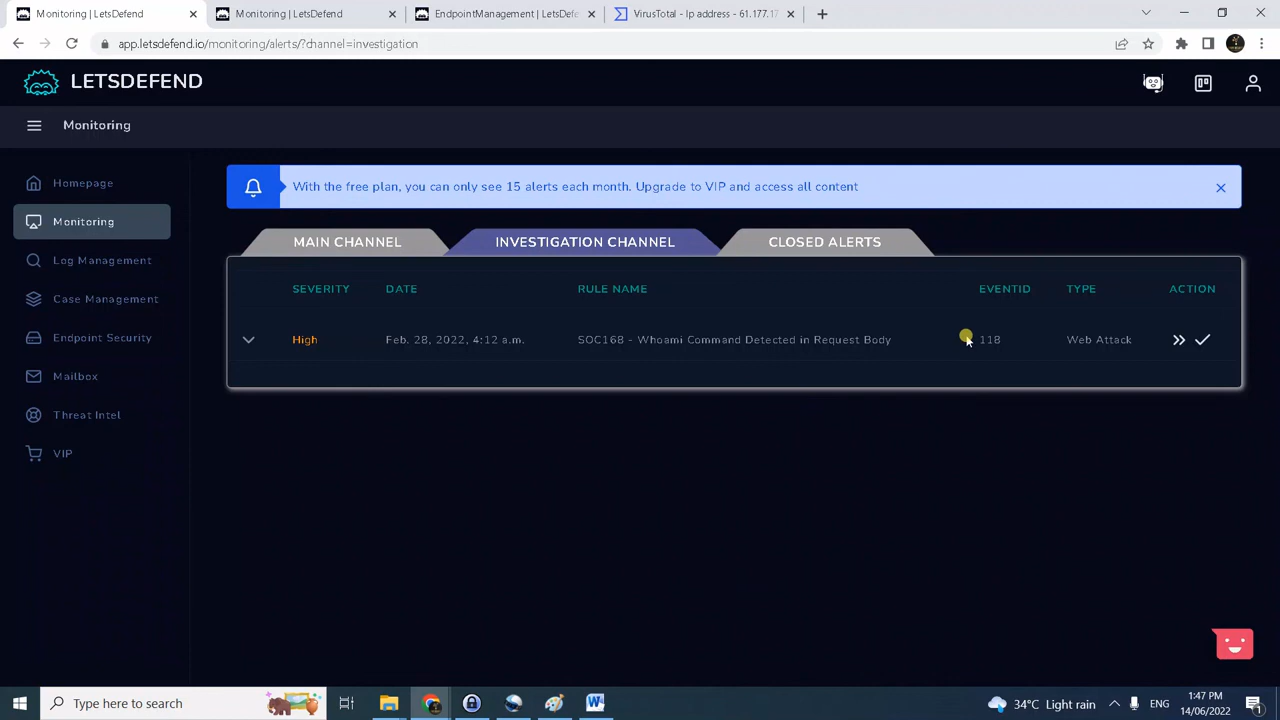 Monitoring | LetsDefend
Monitoring | LetsDefend
EndpointManagement | LetsDefe
VirusTotal - Ip address - 61.177.17
app.letsdefend.io/monitoring/alerts/?channel=investigation
LETSDEFEND
Monitoring
Homepage
Monitoring
Log Management
Case Management
Endpoint Security
Mailbox
Threat Intel
VIP
With the free plan, you can only see 15 alerts each month. Upgrade to VIP and access all content
MAIN CHANNEL
INVESTIGATION CHANNEL
CLOSED ALERTS
SEVERITY DATE RULE NAME EVENTID TYPE ACTION
High Feb. 28, 2022, 4:12 a.m. SOC168 - Whoami Command Detected in Request Body 118 Web Attack
Type here to search
34°C Light rain
ENG
1:47 PM
14/06/2022
1